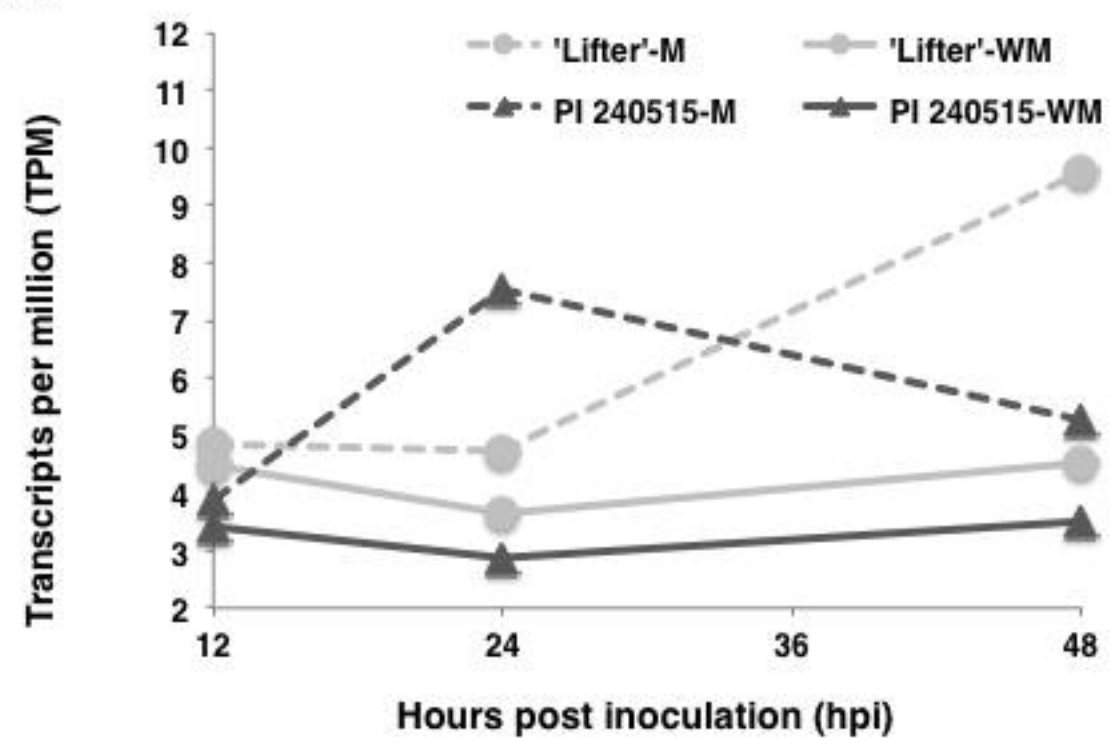 Transcripts per million (TPM)
12
11
10
9
8
7
6
5
4
3
2
'Lifter'-M
'Lifter'-WM
PI 240515-M
PI 240515-WM
12 24 36 48
Hours post inoculation (hpi)